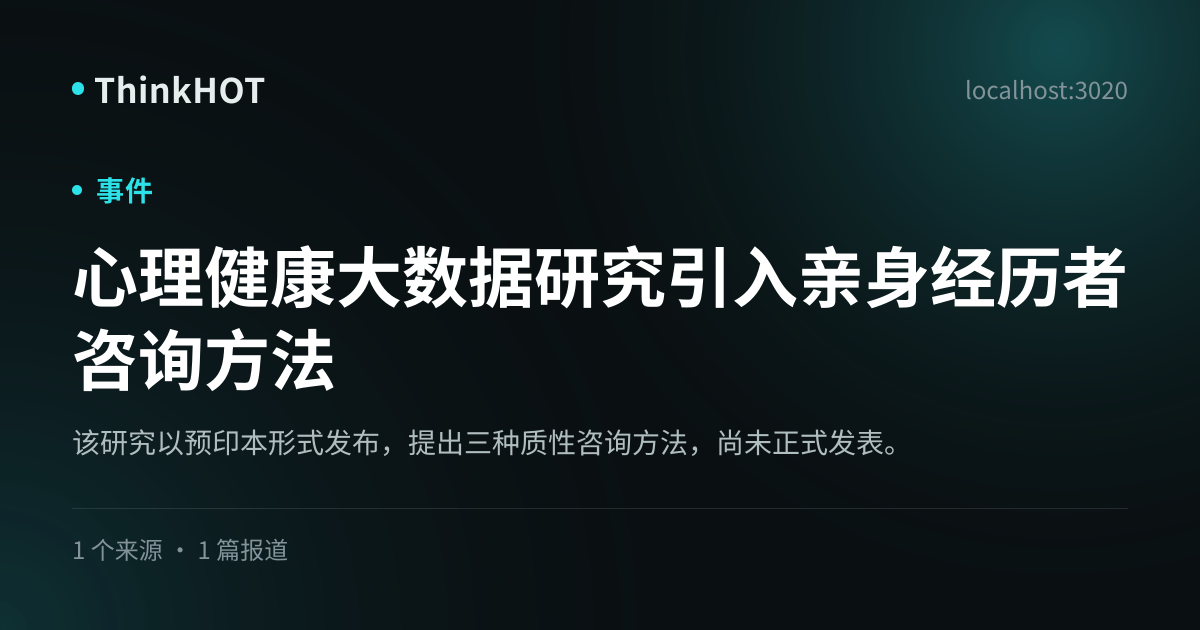 ThinkHOT
localhost:3020
事件
心理健康大数据研究引入亲身经历者
咨询方法
该研究以预印本形式发布，提出三种质性咨询方法，尚未正式发表。
1 个来源 · 1 篇报道